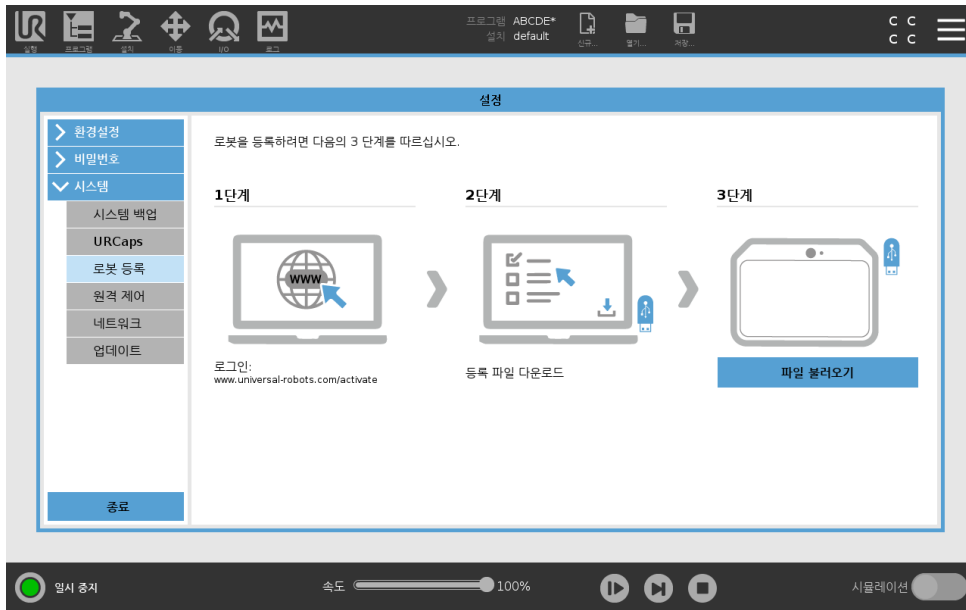 UR
프로그램 ABCDE*
C C
설치 default
C C
실행 프로그램 설치 이동 I/O 로그 신규... 열기... 저장...
설정
환경설정
비밀번호
시스템
시스템 백업
URCaps
로봇 등록
원격 제어
네트워크
업데이트
종료
로봇을 등록하려면 다음의 3 단계를 따르십시오.
1단계
2단계
3단계
www
로그인:
www.universal-robots.com/activate
등록 파일 다운로드
파일 불러오기
일시 중지
속도 100%
시뮬레이션